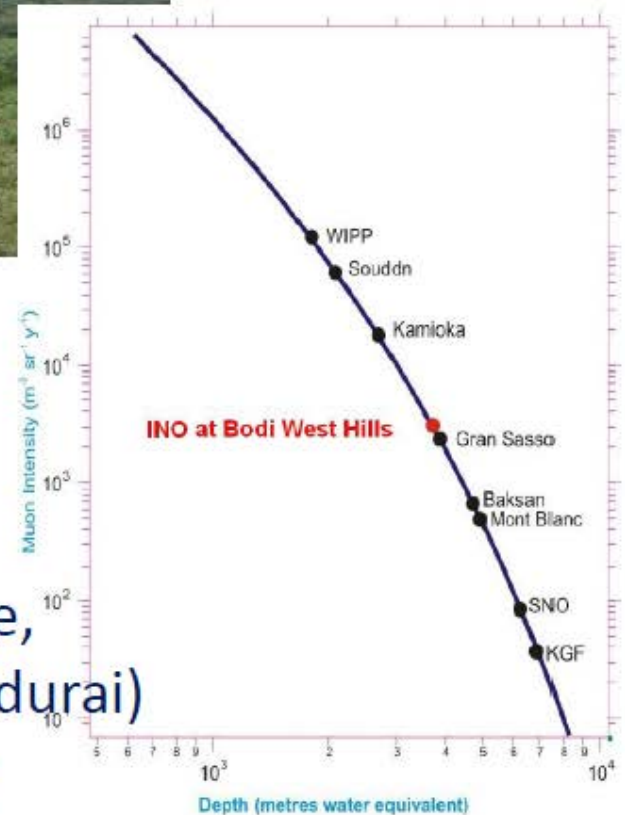 10⁶
10⁵
10⁴
10³
10²
10¹
Muon Intensity (m⁻² sr⁻¹ y⁻¹)
WIPP
Souddn
Kamioka
INO at Bodi West Hills
Gran Sasso
Baksan
Mont Blanc
SNO
KGF
e,
durai)
5 6 7 8 9 2 3 4 5 6 7 8 9
10³ 10⁴
Depth (metres water equivalent)